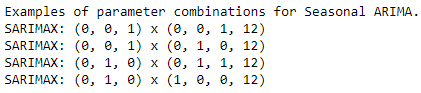 Examples of parameter combinations for Seasonal ARIMA.
SARIMAX: (0, 0, 1) x (0, 0, 1, 12)
SARIMAX: (0, 0, 1) x (0, 1, 0, 12)
SARIMAX: (0, 1, 0) x (0, 1, 1, 12)
SARIMAX: (0, 1, 0) x (1, 0, 0, 12)